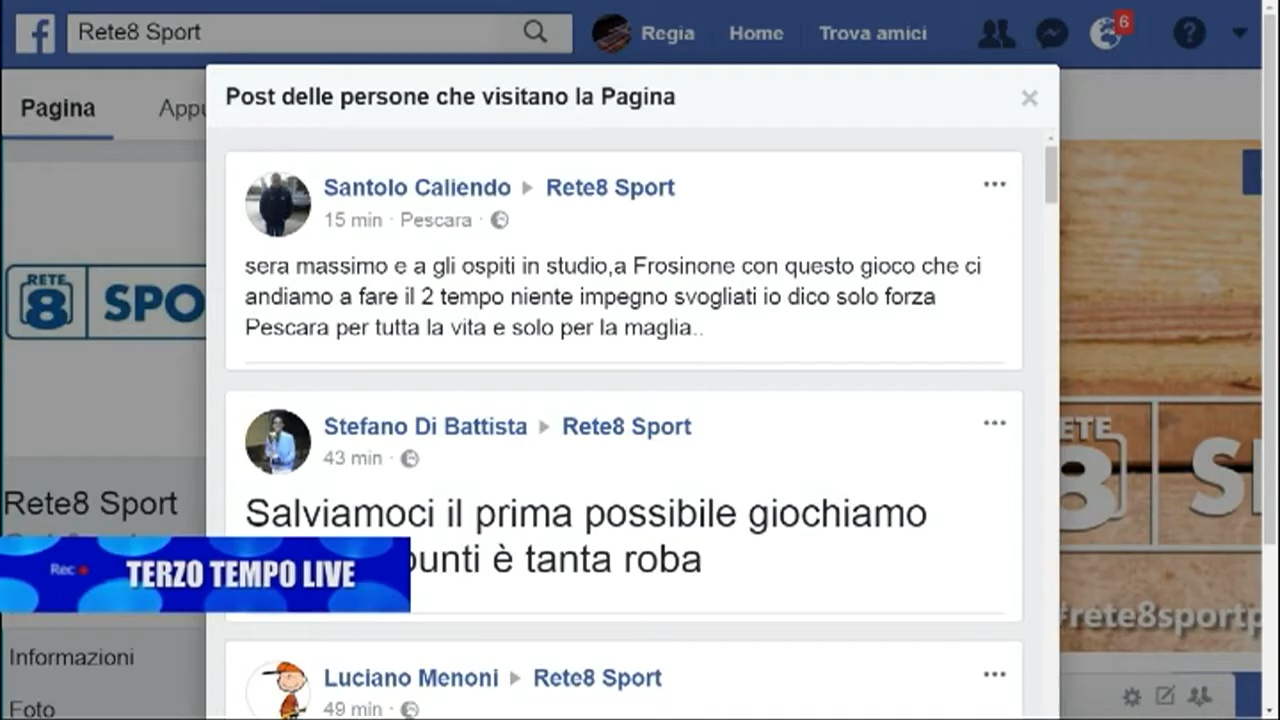 Rete8 Sport
Regia
Home
Trova amici
6
?
Pagina
Appu
Post delle persone che visitano la Pagina
Santolo Caliendo Rete8 Sport
15 min · Pescara ·
sera massimo e a gli ospiti in studio,a Frosinone con questo gioco che ci
andiamo a fare il 2 tempo niente impegno svogliati io dico solo forza
Pescara per tutta la vita e solo per la maglia..
RETE
8
SPO
Stefano Di Battista Rete8 Sport
43 min ·
Salviamoci il prima possibile giochiamo
punti è tanta roba
Rete8 Sport
Rec
TERZO TEMPO LIVE
Luciano Menoni Rete8 Sport
49 min ·
Informazioni
Foto
ETE
8
#rete8sportp